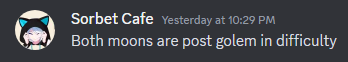 Sorbet Cafe Yesterday at 10:29 PM
Both moons are post golem in difficulty